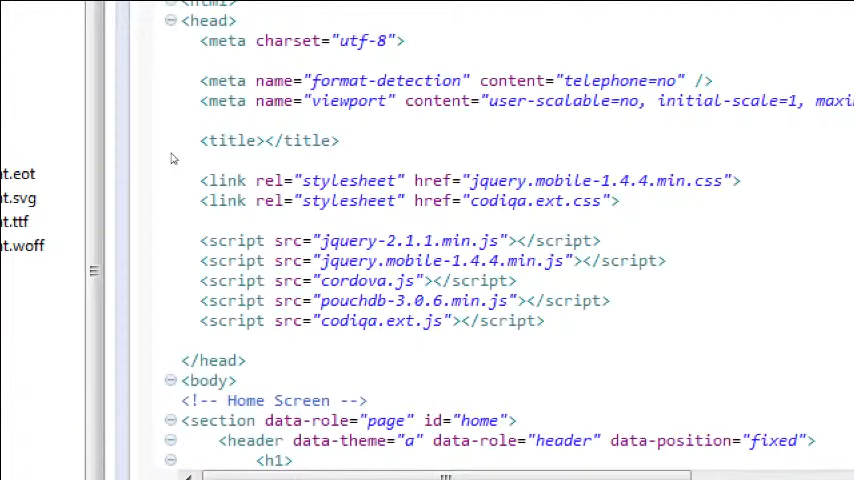 <html>
<head>
<meta charset="utf-8">
<meta name="format-detection" content="telephone=no" />
<meta name="viewport" content="user-scalable=no, initial-scale=1, maxi
<title></title>
nt.eot
<link rel="stylesheet" href="jquery.mobile-1.4.4.min.css">
nt.svg
<link rel="stylesheet" href="codiqa.ext.css">
nt.ttf
<script src="jquery-2.1.1.min.js"></script>
nt.woff
<script src="jquery.mobile-1.4.4.min.js"></script>
<script src="cordova.js"></script>
<script src="pouchdb-3.0.6.min.js"></script>
<script src="codiqa.ext.js"></script>
</head>
<body>
<!-- Home Screen -->
<section data-role="page" id="home">
<header data-theme="a" data-role="header" data-position="fixed">
<h1>